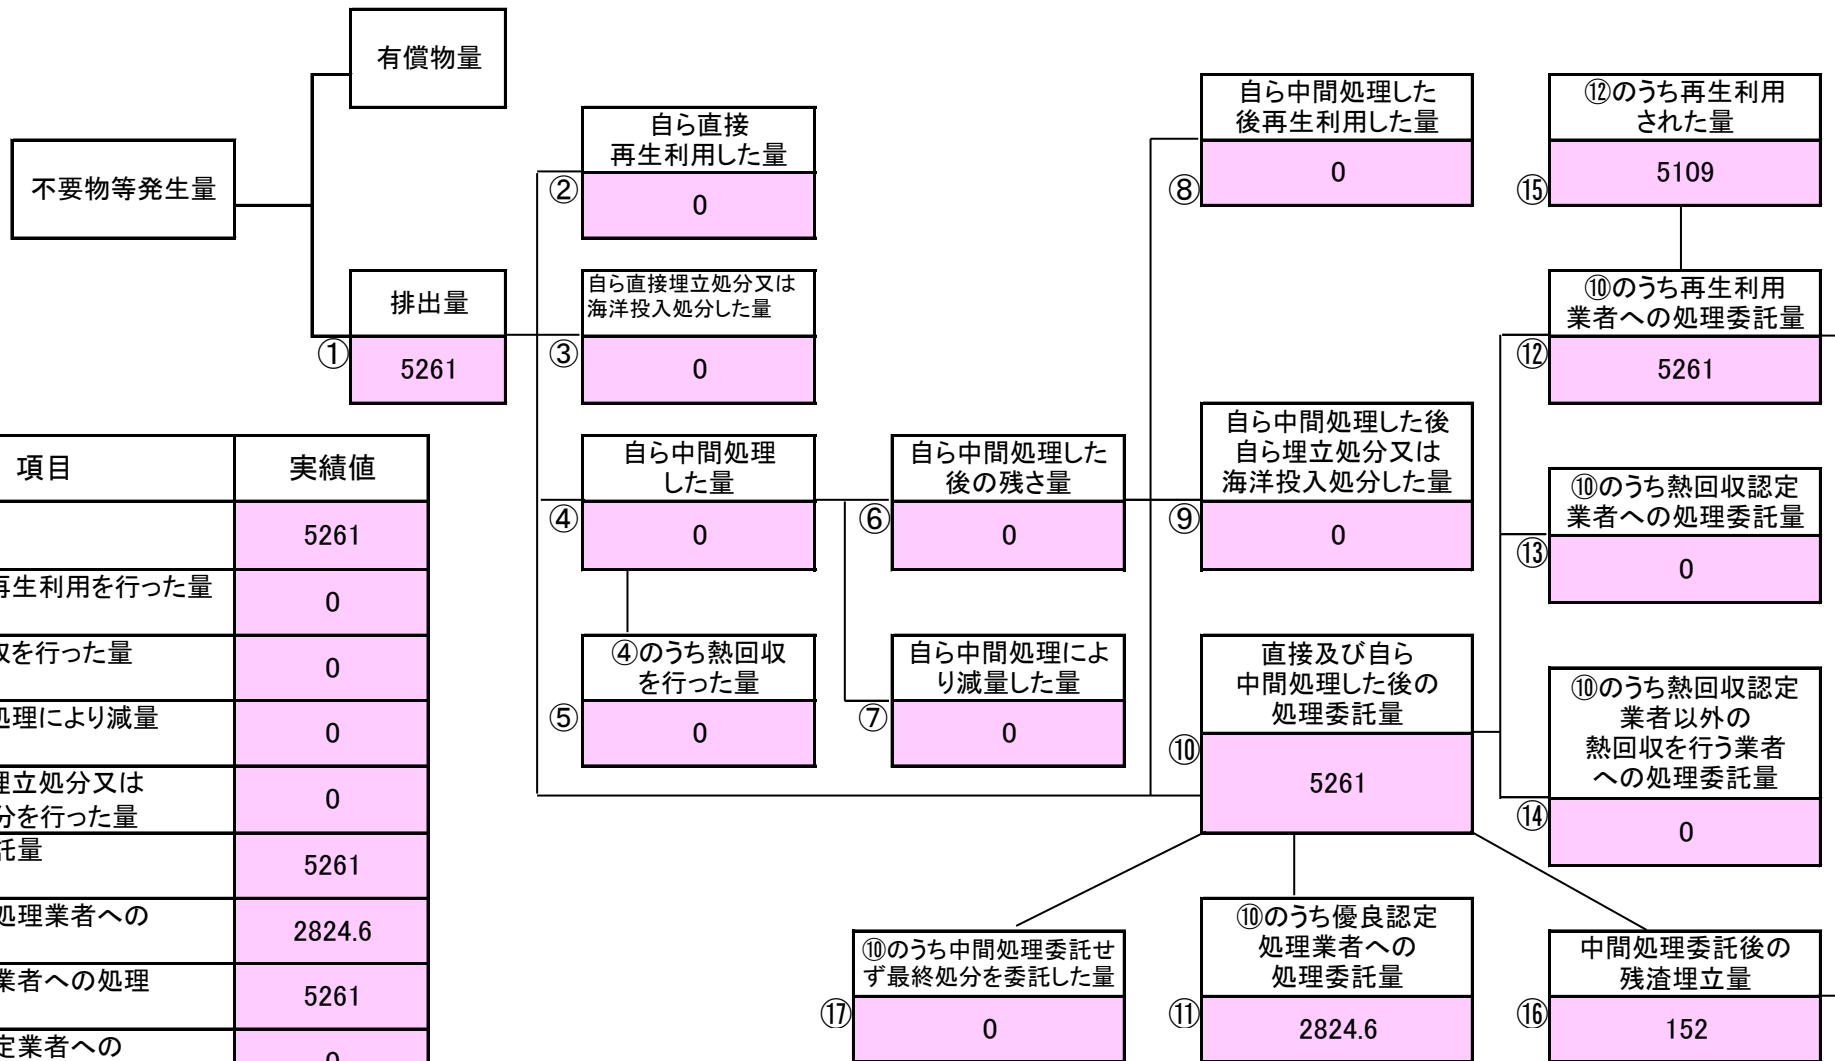 有償物量
不要物等発生量
排出量
①
5261
自ら直接
再生利用した量
②
0
自ら直接埋立処分又は
海洋投入処分した量
③
0
自ら中間処理
した量
④
0
④のうち熱回収
を行った量
⑤
0
自ら中間処理した
後の残さ量
⑥
0
自ら中間処理によ
り減量した量
⑦
0
自ら中間処理した
後再生利用した量
⑧
0
自ら中間処理した後
自ら埋立処分又は
海洋投入処分した量
⑨
0
直接及び自ら
中間処理した後の
処理委託量
⑩
5261
⑫のうち再生利用
された量
⑮
5109
⑩のうち再生利用
業者への処理委託量
⑫
5261
⑩のうち熱回収認定
業者への処理委託量
⑬
0
⑩のうち熱回収認定
業者以外の
熱回収を行う業者
への処理委託量
⑭
0
⑩のうち中間処理委託せ
ず最終処分を委託した量
⑰
0
⑩のうち優良認定
処理業者への
処理委託量
⑪
2824.6
中間処理委託後の
残渣埋立量
⑯
152
項目 実績値
5261
再生利用を行った量 0
を行った量 0
処理により減量 0
埋立処分又は
を行った量 0
託量 5261
処理業者への 2824.6
業者への処理 5261
定業者への 0